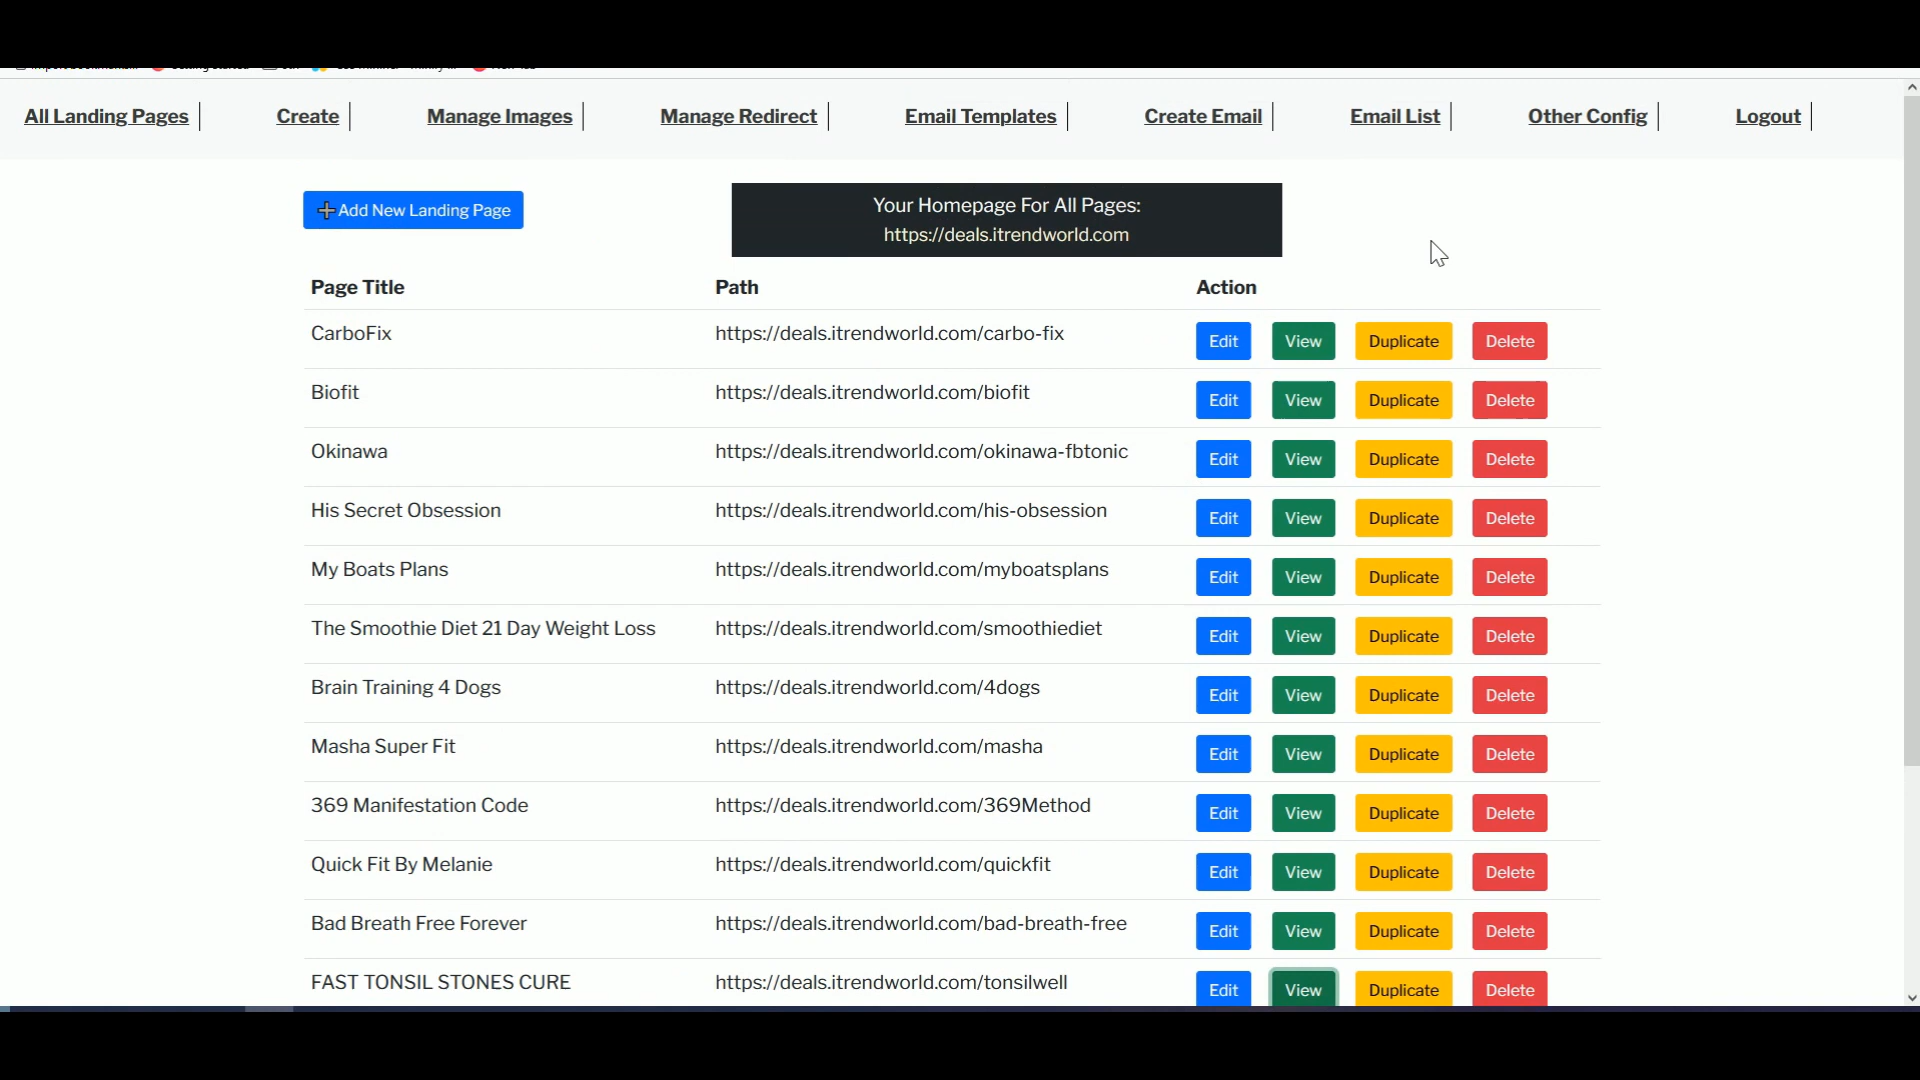 All Landing Pages Create Manage Images Manage Redirect Email Templates Create Email Email List Other Config Logout
Add New Landing Page
Your Homepage For All Pages:
https://deals.itrendworld.com
Page Title Path Action
CarboFix https://deals.itrendworld.com/carbo-fix Edit View Duplicate Delete
Biofit https://deals.itrendworld.com/biofit Edit View Duplicate Delete
Okinawa https://deals.itrendworld.com/okinawa-fbtonic Edit View Duplicate Delete
His Secret Obsession https://deals.itrendworld.com/his-obsession Edit View Duplicate Delete
My Boats Plans https://deals.itrendworld.com/myboatsplans Edit View Duplicate Delete
The Smoothie Diet 21 Day Weight Loss https://deals.itrendworld.com/smoothiediet Edit View Duplicate Delete
Brain Training 4 Dogs https://deals.itrendworld.com/4dogs Edit View Duplicate Delete
Masha Super Fit https://deals.itrendworld.com/masha Edit View Duplicate Delete
369 Manifestation Code https://deals.itrendworld.com/369Method Edit View Duplicate Delete
Quick Fit By Melanie https://deals.itrendworld.com/quickfit Edit View Duplicate Delete
Bad Breath Free Forever https://deals.itrendworld.com/bad-breath-free Edit View Duplicate Delete
FAST TONSIL STONES CURE https://deals.itrendworld.com/tonsilwell Edit View Duplicate Delete